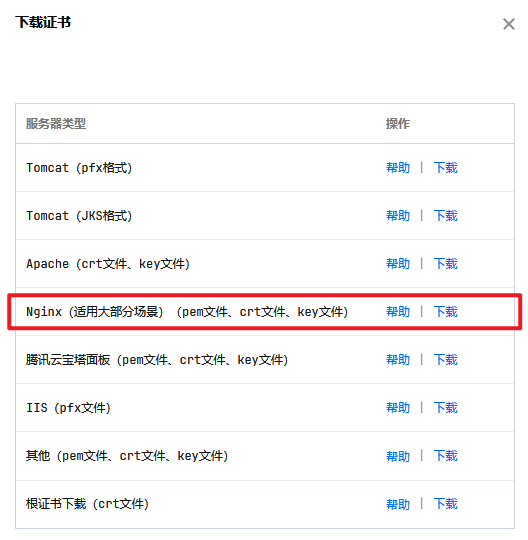 下载证书
服务器类型 操作
Tomcat（pfx格式） 帮助 | 下载
Tomcat（JKS格式） 帮助 | 下载
Apache（crt文件、key文件） 帮助 | 下载
Nginx（适用大部分场景）（pem文件、crt文件、key文件） 帮助 | 下载
腾讯云宝塔面板（pem文件、crt文件、key文件） 帮助 | 下载
IIS（pfx文件） 帮助 | 下载
其他（pem文件、crt文件、key文件） 帮助 | 下载
根证书下载（crt文件） 帮助 | 下载